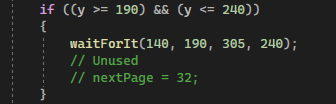 if ((y >= 190) && (y <= 240))
{
waitForIt(140, 190, 305, 240);
// Unused
// nextPage = 32;
}